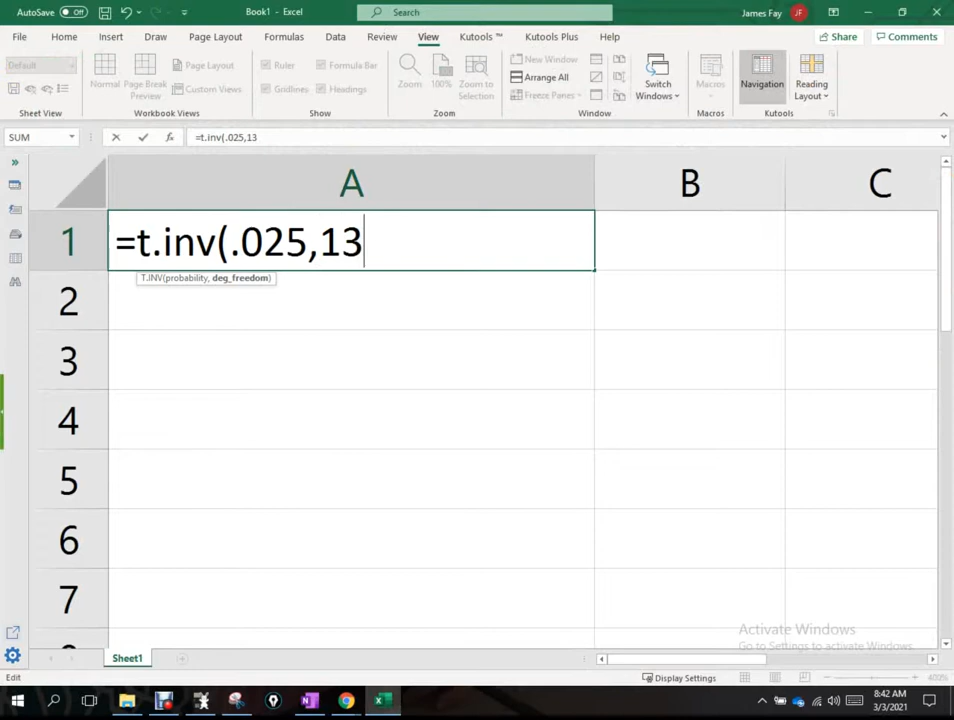 AutoSave Off Book1 - Excel Search James Fay JF
File Home Insert Draw Page Layout Formulas Data Review View Kutools ™ Kutools Plus Help Share Comments
Default
Normal Page Break Preview Page Layout Custom Views
Ruler Formula Bar
Gridlines Headings
Zoom 100% Zoom to Selection
New Window
Arrange All
Freeze Panes
Switch Windows Macros Navigation Reading Layout
Sheet View Workbook Views Show Zoom Window Macros Kutools
SUM =t.inv(.025,13
A B C
1 =t.inv(.025,13
T.INV(probability, deg_freedom)
2
3
4
5
6
7
Activate Windows
Go to Settings to activate Windows.
Sheet1
Edit Display Settings 400%
8:42 AM
3/3/2021